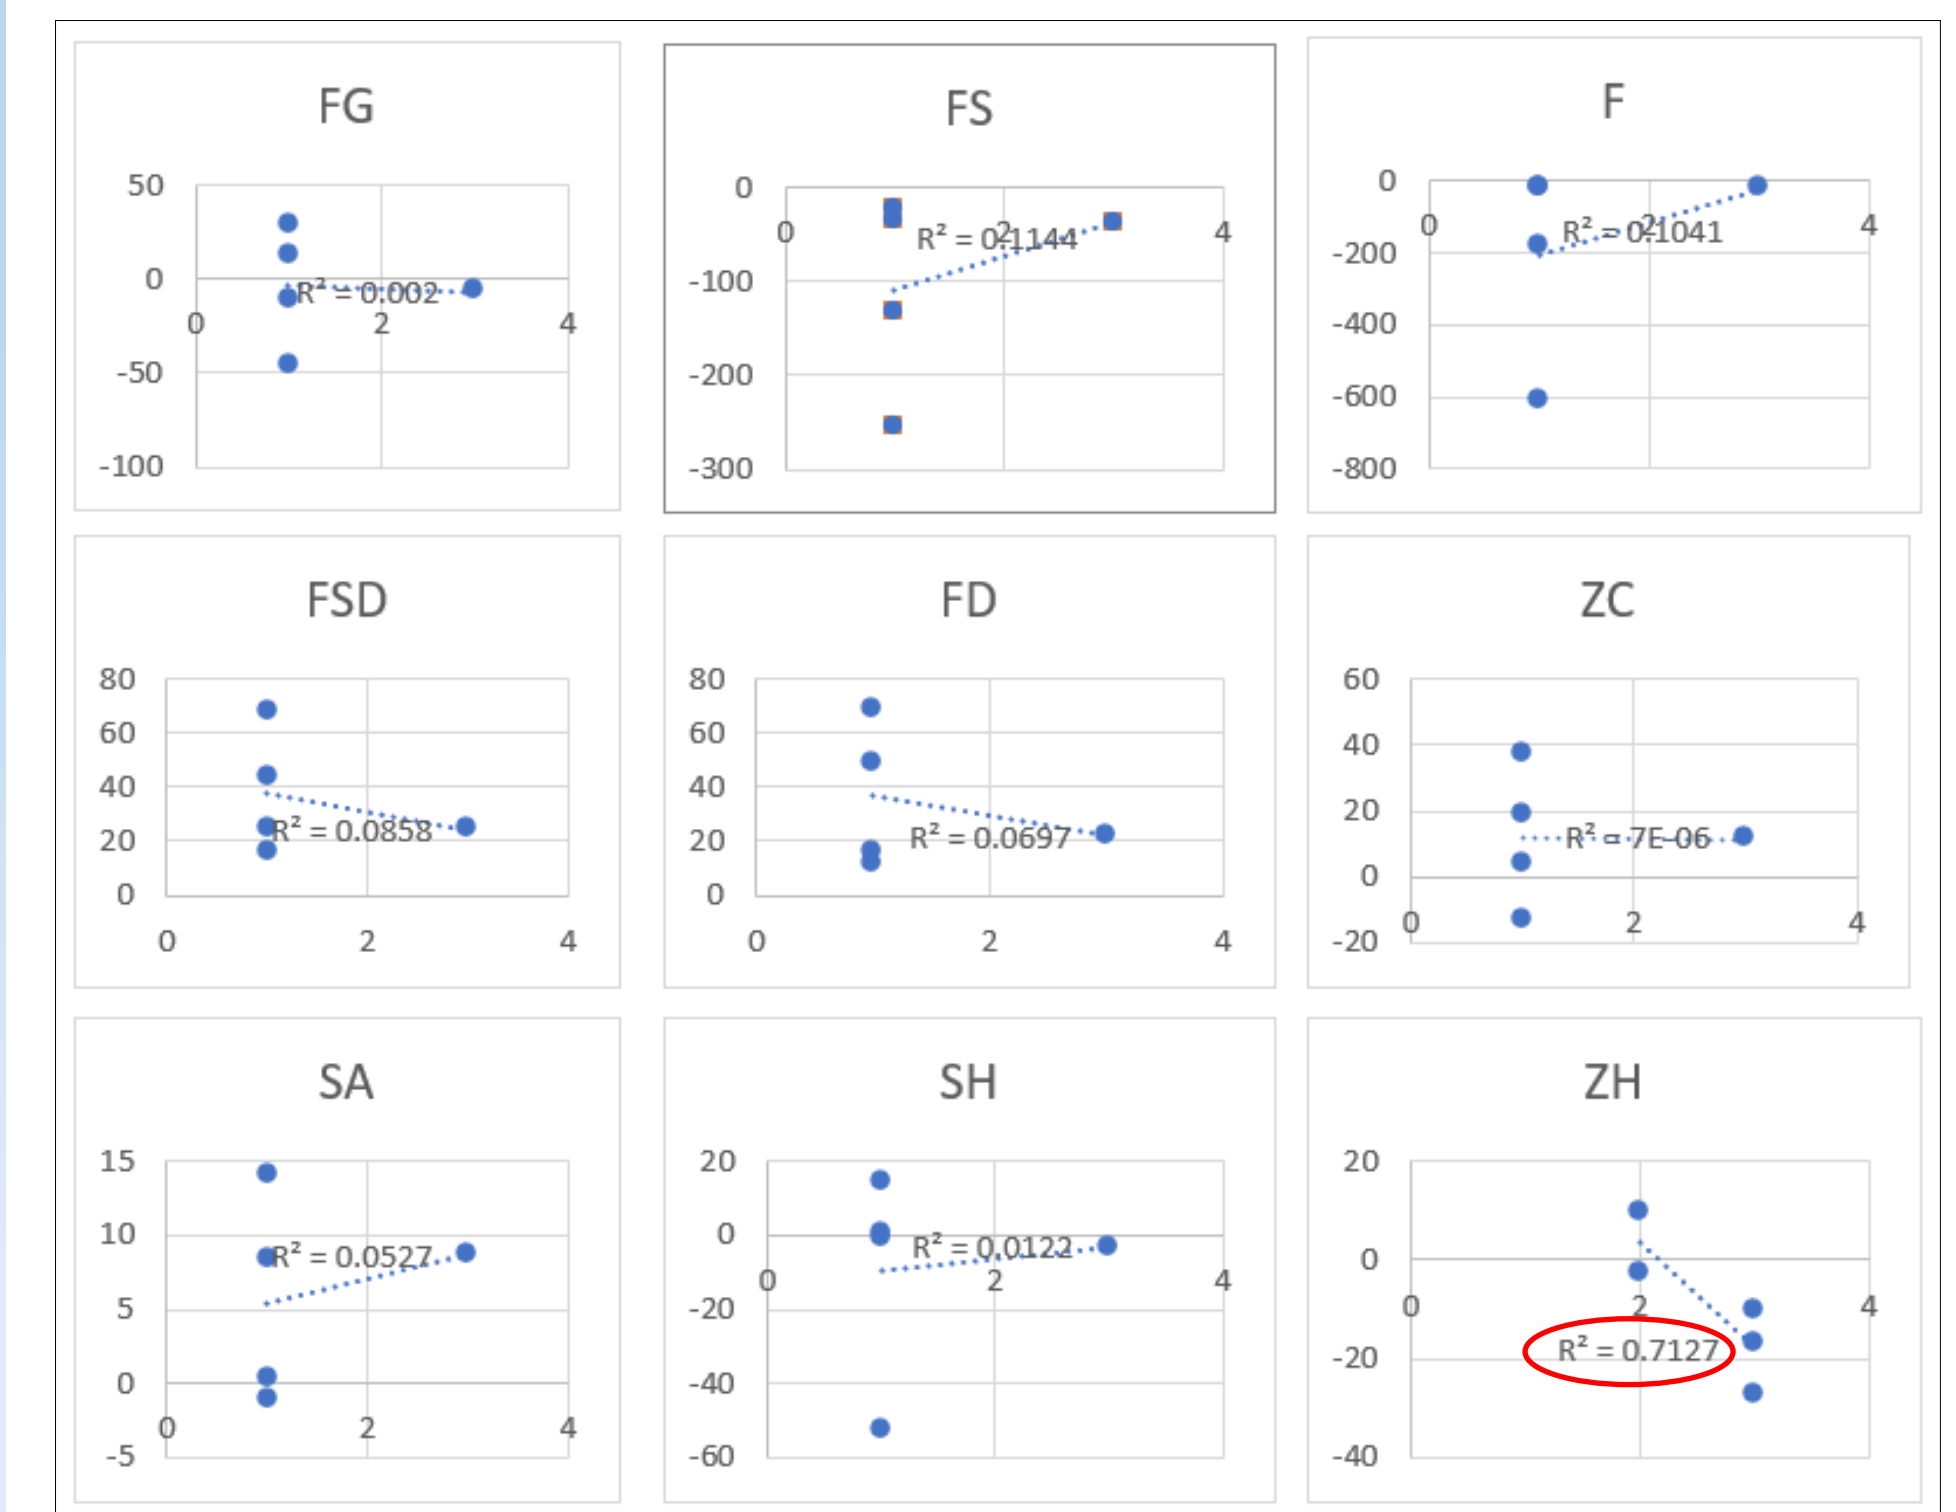 FG
50
0
-50
-100
0 2 4
R² = 0.002
FS
0
-100
-200
-300
0 2 4
R² = 0.1144
F
0
-200
-400
-600
-800
0 2 4
R² = 0.1041
FSD
80
60
40
20
0
0 2 4
R² = 0.0858
FD
80
60
40
20
0
0 2 4
R² = 0.0697
ZC
60
40
20
0
-20
0 2 4
R² = 7E-06
SA
15
10
5
0
-5
0 2 4
R² = 0.0527
SH
20
0
-20
-40
-60
0 2 4
R² = 0.0122
ZH
20
0
-20
-40
0 2 4
R² = 0.7127